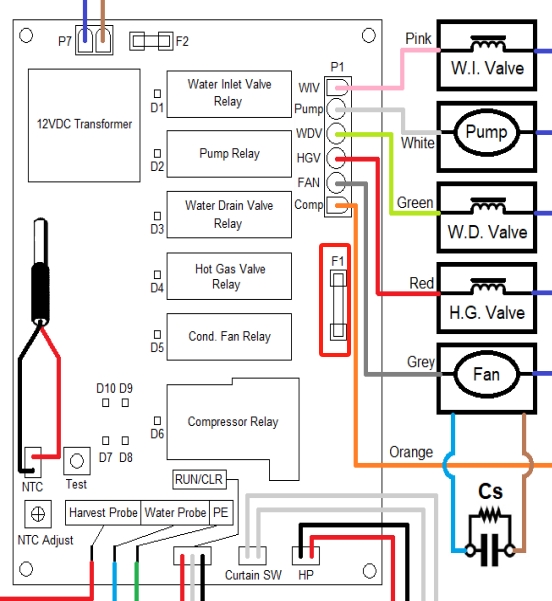 P7
F2
Pink
W.I. Valve
12VDC Transformer
D1
Water Inlet Valve
Relay
P1
WIV
Pump
WDV
HGV
FAN
Comp
White
Pump
D2
Pump Relay
Green
W.D. Valve
D3
Water Drain Valve
Relay
D4
Hot Gas Valve
Relay
F1
Red
H.G. Valve
D5
Cond. Fan Relay
Grey
Fan
D10 D9
D7 D8
D6
Compressor Relay
Orange
NTC
Test
RUN/CLR
Cs
NTC Adjust
Harvest Probe
Water Probe
PE
Curtain SW
HP